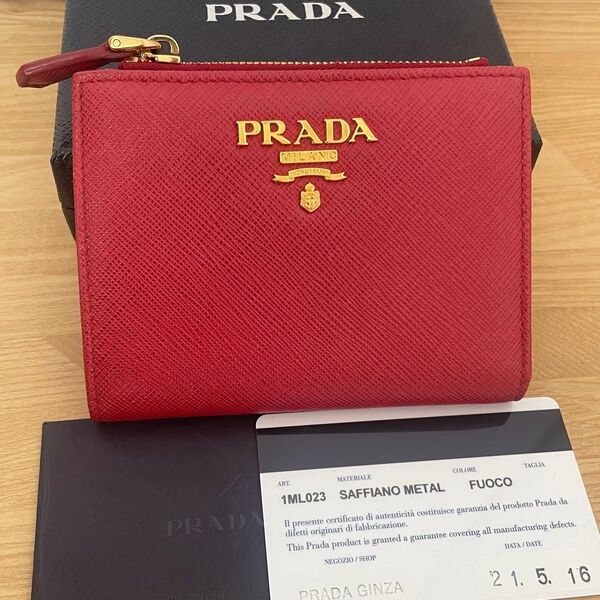 PRADA
PRADA
MILANO
PRADA
ART. MATERIALE COLORE TAGLIA
1ML023 SAFFIANO METAL FUOCO
Il presente certificato di autenticità costituisce garanzia del prodotto Prada da
difetti originari di fabbricazione.
This Prada product is granted a guarantee covering all manufacturing defects.
NEGOZIO / SHOP DATA / DATE
PRADA GINZA 21. 5. 16